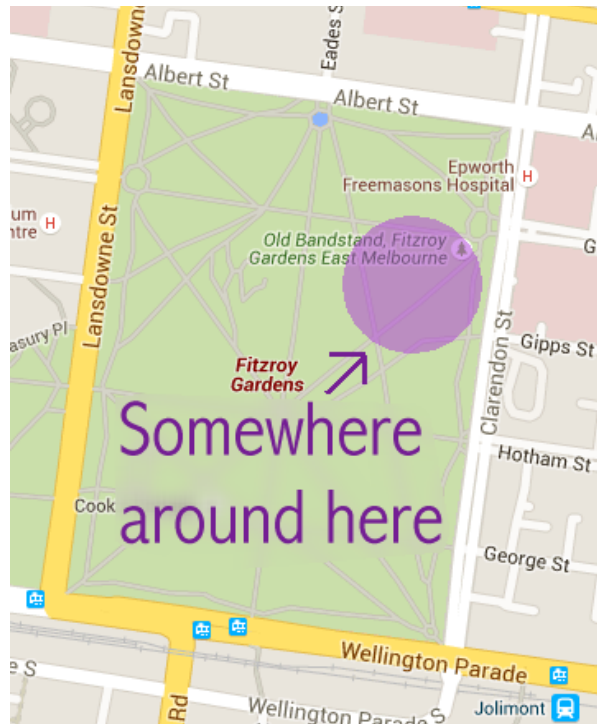 Lansdowne
Eades S
Albert St
Albert St
A
Epworth
Freemasons Hospital
H
um
ntre
H
Old Bandstand, Fitzroy
Gardens East Melbourne
G
Lansdowne St
asury Pl
Gipps St
Fitzroy
Gardens
Clarendon St
Somewhere
around here
Hotham St
Cook
George St
Wellington Parade
e S
Rd
Wellington Parade S
Jolimont